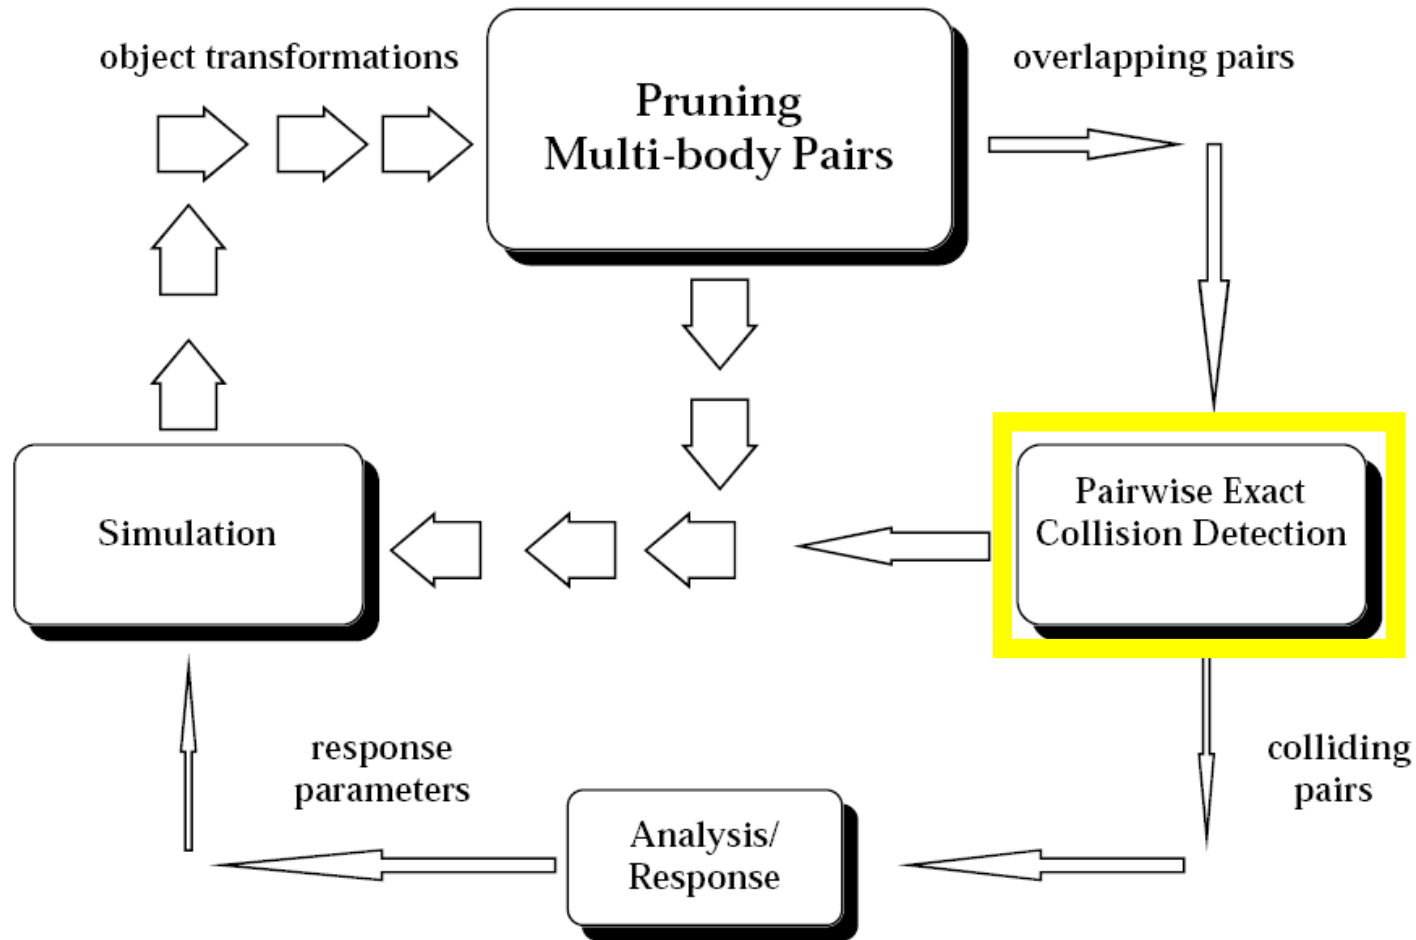 object transformations
overlapping pairs
Pruning
Multi-body Pairs
Simulation
Pairwise Exact
Collision Detection
response
parameters
colliding
pairs
Analysis/
Response